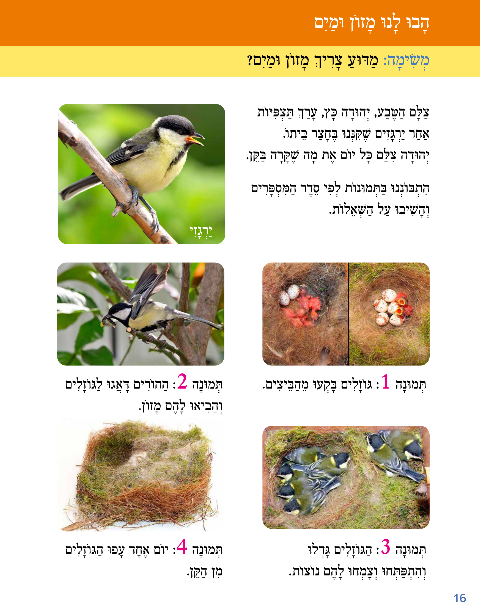 הָבוּ לָנוּ מָזוֹן וּמַיִם
מְשִׂימָה: מַדּוּעַ צָרִיךְ מָזוֹן וּמַיִם?
צַלָּם הַטֶּבַע, יְהוּדָה כָּץ, עָרַךְ תַּצְפִּיּוֹת
אַחַר יַרְגָּזִים שֶׁקִּנְּנוּ בַּחֲצַר בֵּיתוֹ.
יְהוּדָה צִלֵּם כָּל יוֹם אֶת מָה שֶׁקָּרָה בַּקֵּן.
הִתְבּוֹנְנוּ בַּתְּמוּנוֹת לְפִי סֵדֶר הַמִּסְפָּרִים
וְהָשִׁיבוּ עַל הַשְּׁאֵלוֹת.
יַרְגָּזִי
תְּמוּנָה 1: גּוֹזָלִים בָּקְעוּ מֵהַבֵּיצִים.
תְּמוּנָה 2: הַהוֹרִים דָּאֲגוּ לַגּוֹזָלִים
וְהֵבִיאוּ לָהֶם מָזוֹן.
תְּמוּנָה 3: הַגּוֹזָלִים גָּדְלוּ
וְהִתְפַּתְּחוּ וְצָמְחוּ לָהֶם נוֹצוֹת.
תְּמוּנָה 4: יוֹם אֶחָד עָפוּ הַגּוֹזָלִים
מִן הַקֵּן.
16